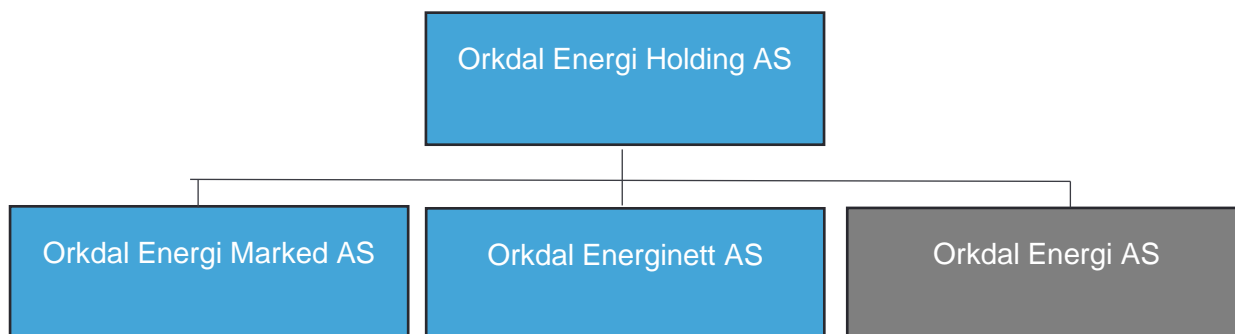 Orkdal Energi Holding AS
Orkdal Energi Marked AS
Orkdal Energinett AS
Orkdal Energi AS